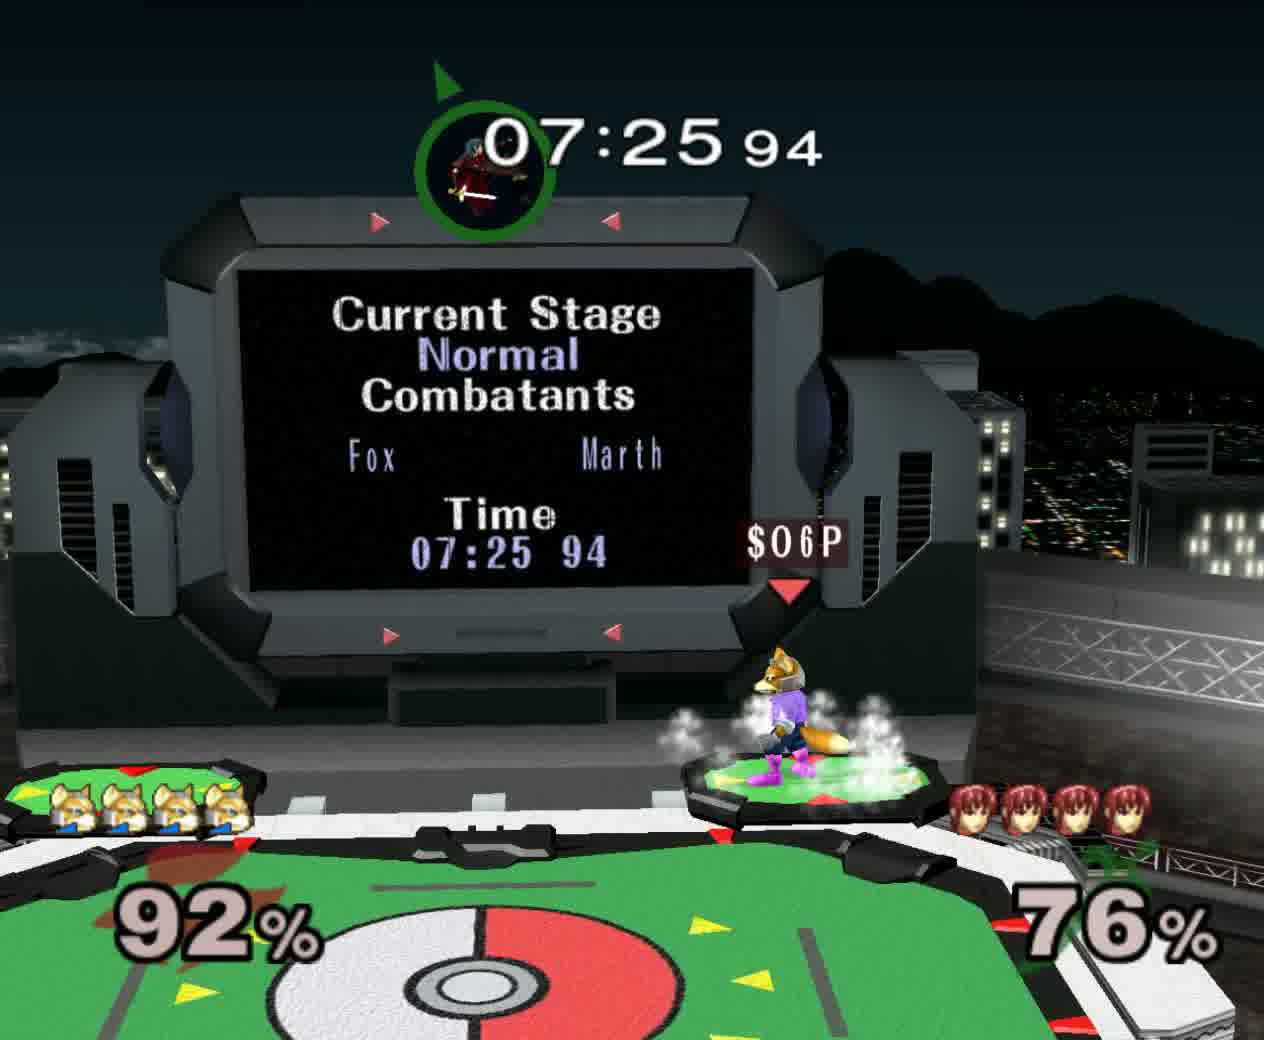 07:25 94
Current Stage
Normal
Combatants
Fox Marth
Time
07:25 94
$06P
92%
76%